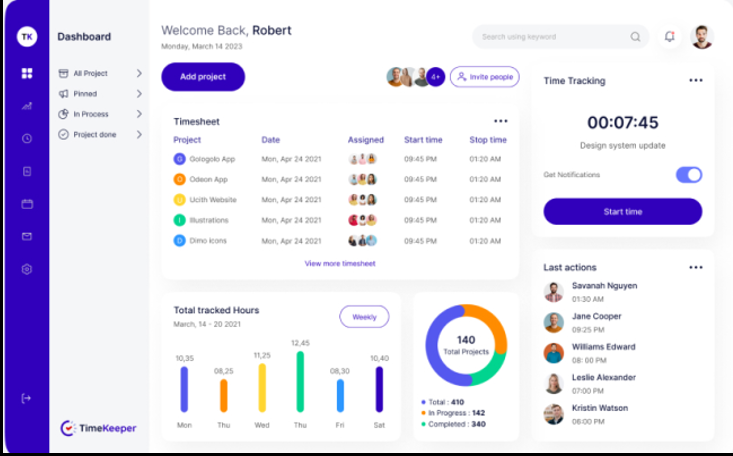 TK
Dashboard
All Project
Pinned
In Process
Project done
TimeKeeper
Welcome Back, Robert
Monday, March 14 2023
Search using keyword
Add project
4+
Invite people
Timesheet
Project Date Assigned Start time Stop time
G Gologolo App Mon, Apr 24 2021 09:45 PM 01:20 AM
O Odeon App Mon, Apr 24 2021 09:45 PM 01:20 AM
U Ucith Website Mon, Apr 24 2021 09:45 PM 01:20 AM
I Illustrations Mon, Apr 24 2021 09:45 PM 01:20 AM
D Dimo icons Mon, Apr 24 2021 09:45 PM 01:20 AM
View more timesheet
Total tracked Hours
March, 14 - 20 2021
Weekly
10,35 08,25 11,25 12,45 08,30 10,40
Mon Thu Wed Thu Fri Sat
140
Total Projects
Total : 410
In Progress : 142
Completed : 340
Time Tracking
00:07:45
Design system update
Get Notifications
Start time
Last actions
Savanah Nguyen
01:30 AM
Jane Cooper
09:25 PM
Williams Edward
08: 00 PM
Leslie Alexander
07:00 PM
Kristin Watson
06:00 PM